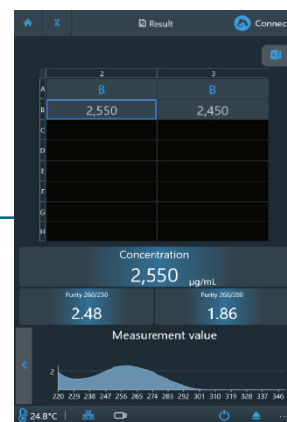 Result Connec
2 3
A B B
B 2,550 2,450
C
D
E
F
G
H
Concentration
2,550 µg/mL
Purity 260/230 Purity 260/280
2.48 1.86
Measurement value
2
220 229 238 247 256 265 274 283 292 301 310 319 328 337 346
24.8°C